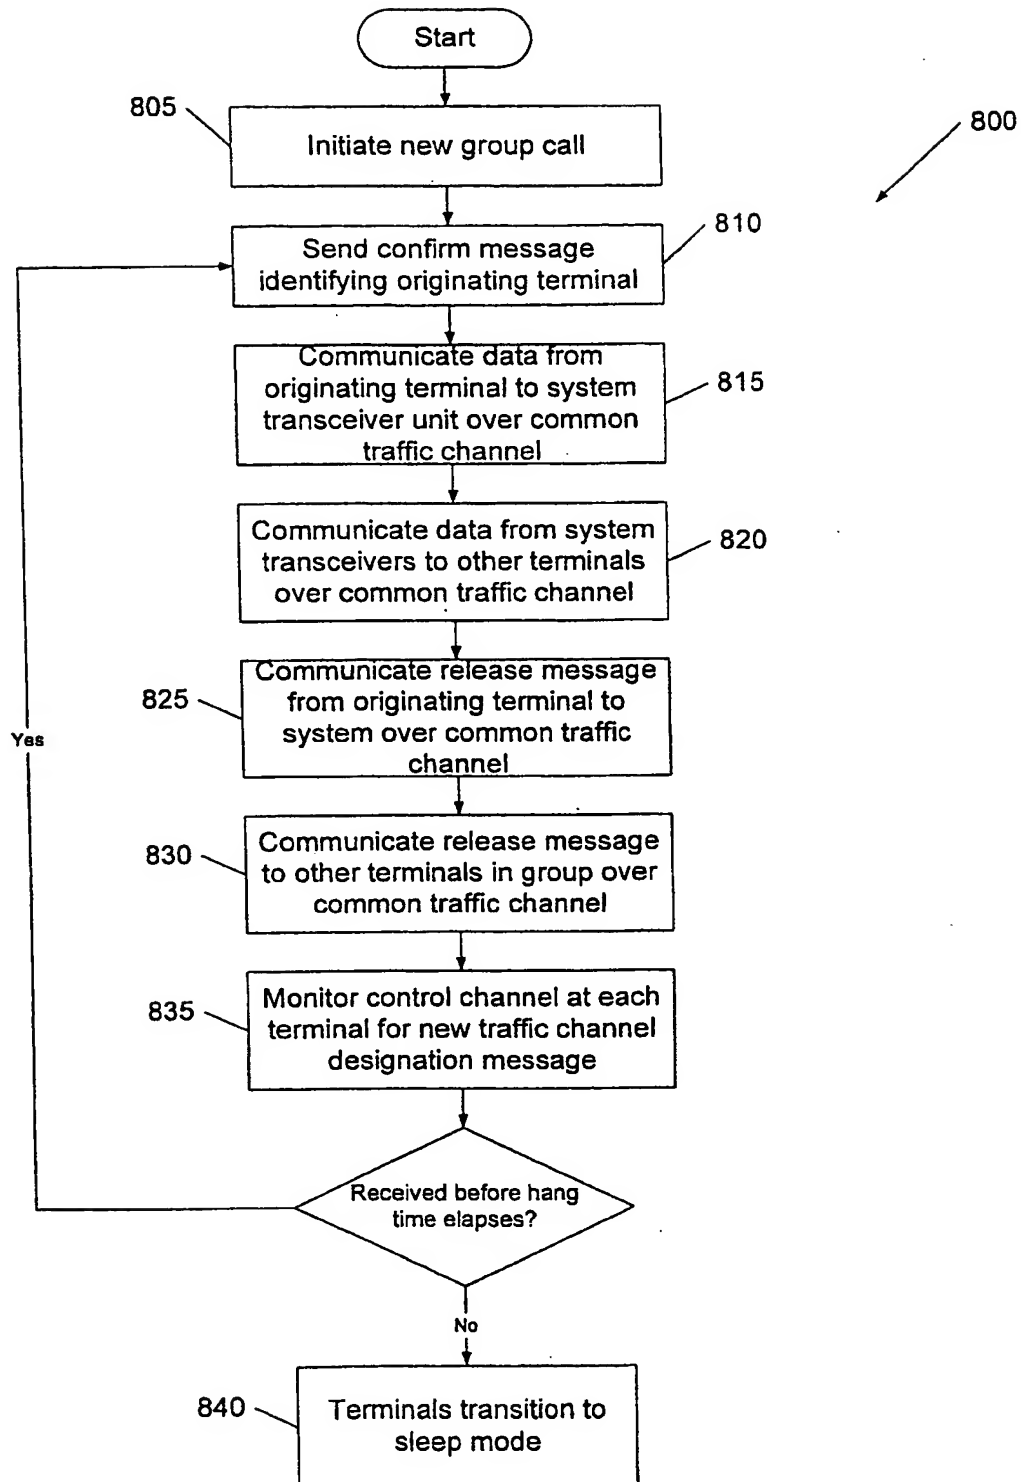 Start
805
Initiate new group call
800
810
Send confirm message
identifying originating terminal
Communicate data from
originating terminal to system
transceiver unit over common
traffic channel
815
Communicate data from system
transceivers to other terminals
over common traffic channel
820
825
Communicate release message
from originating terminal to
system over common traffic
channel
Yes
830
Communicate release message
to other terminals in group over
common traffic channel
835
Monitor control channel at each
terminal for new traffic channel
designation message
Received before hang
time elapses?
No
840
Terminals transition to
sleep mode